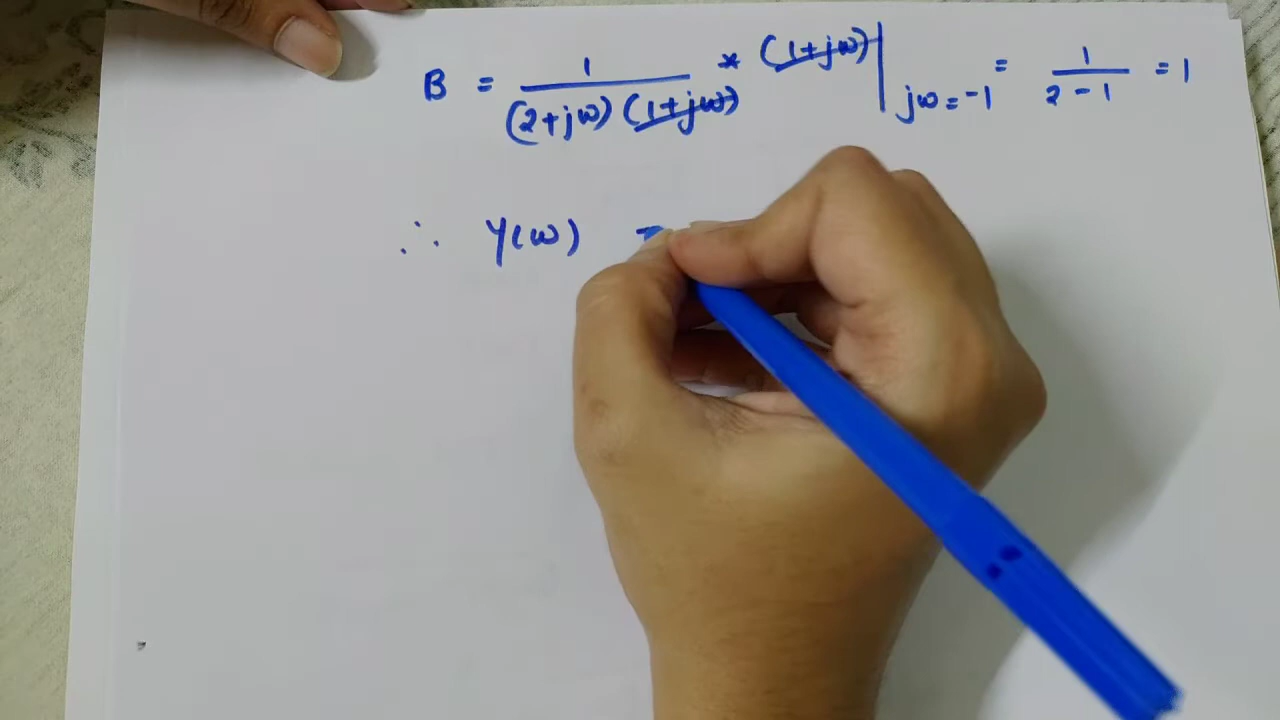 B = 1/(2+jω)(1+jω) * (1+jω)|jω=-1 = 1/2-1 = 1
∴ Y(ω) =